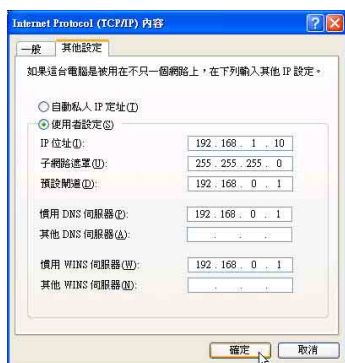 Internet Protocol (TCP/IP) 內容
一般
其他設定
如果這台電腦是被用在不只一個網路上，在下列輸入其他 IP 設定。
自動私人 IP 定址(T)
使用者設定(S)
IP 位址(I): 192 . 168 . 1 . 10
子網路遮罩(U): 255 . 255 . 255 . 0
預設閘道(D): 192 . 168 . 0 . 1
慣用 DNS 伺服器(P): 192 . 168 . 0 . 1
其他 DNS 伺服器(A): . . .
慣用 WINS 伺服器(W): 192 . 168 . 0 . 1
其他 WINS 伺服器(N): . . .
確定
取消